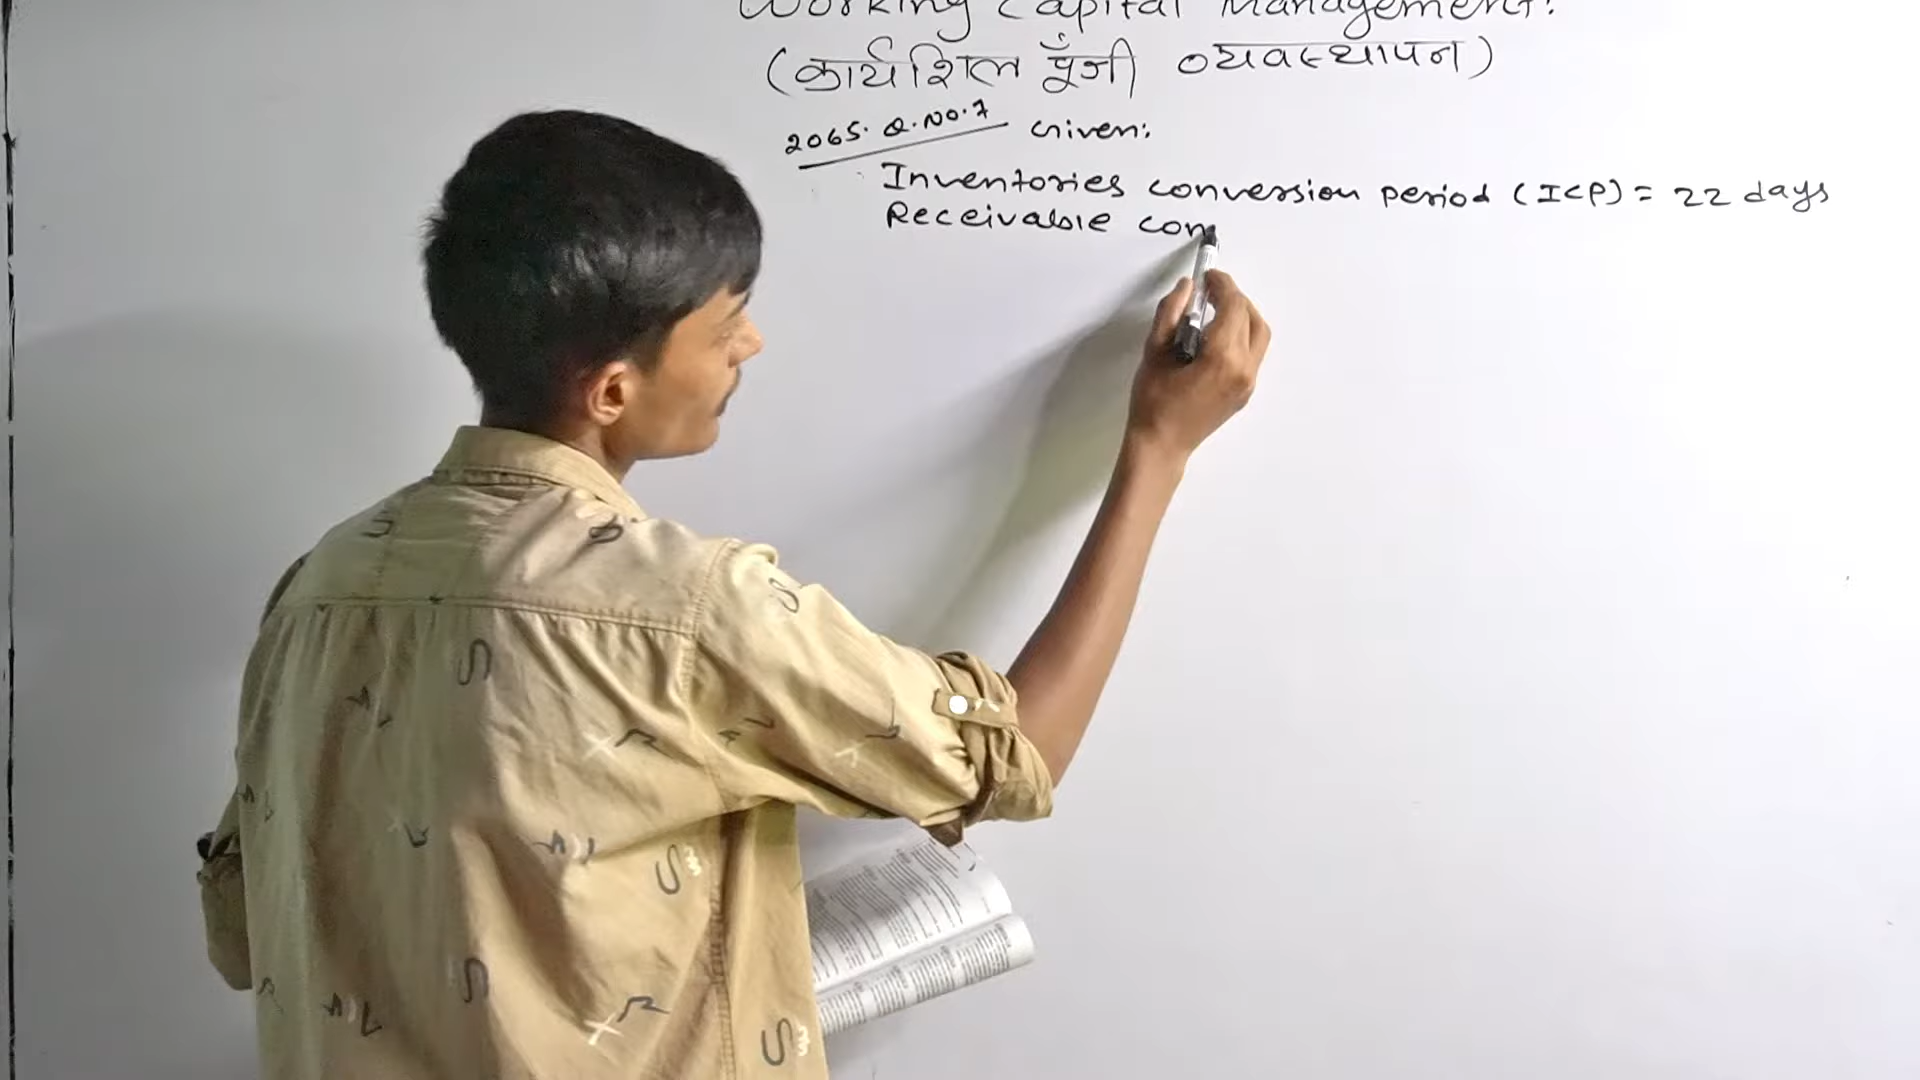 Working Capital Management:
(कार्यशिल पूँजी व्यवस्थापन)
2065. Q.NO.7 Given:
Inventories conversion period (ICP) = 22 days
Receivable con